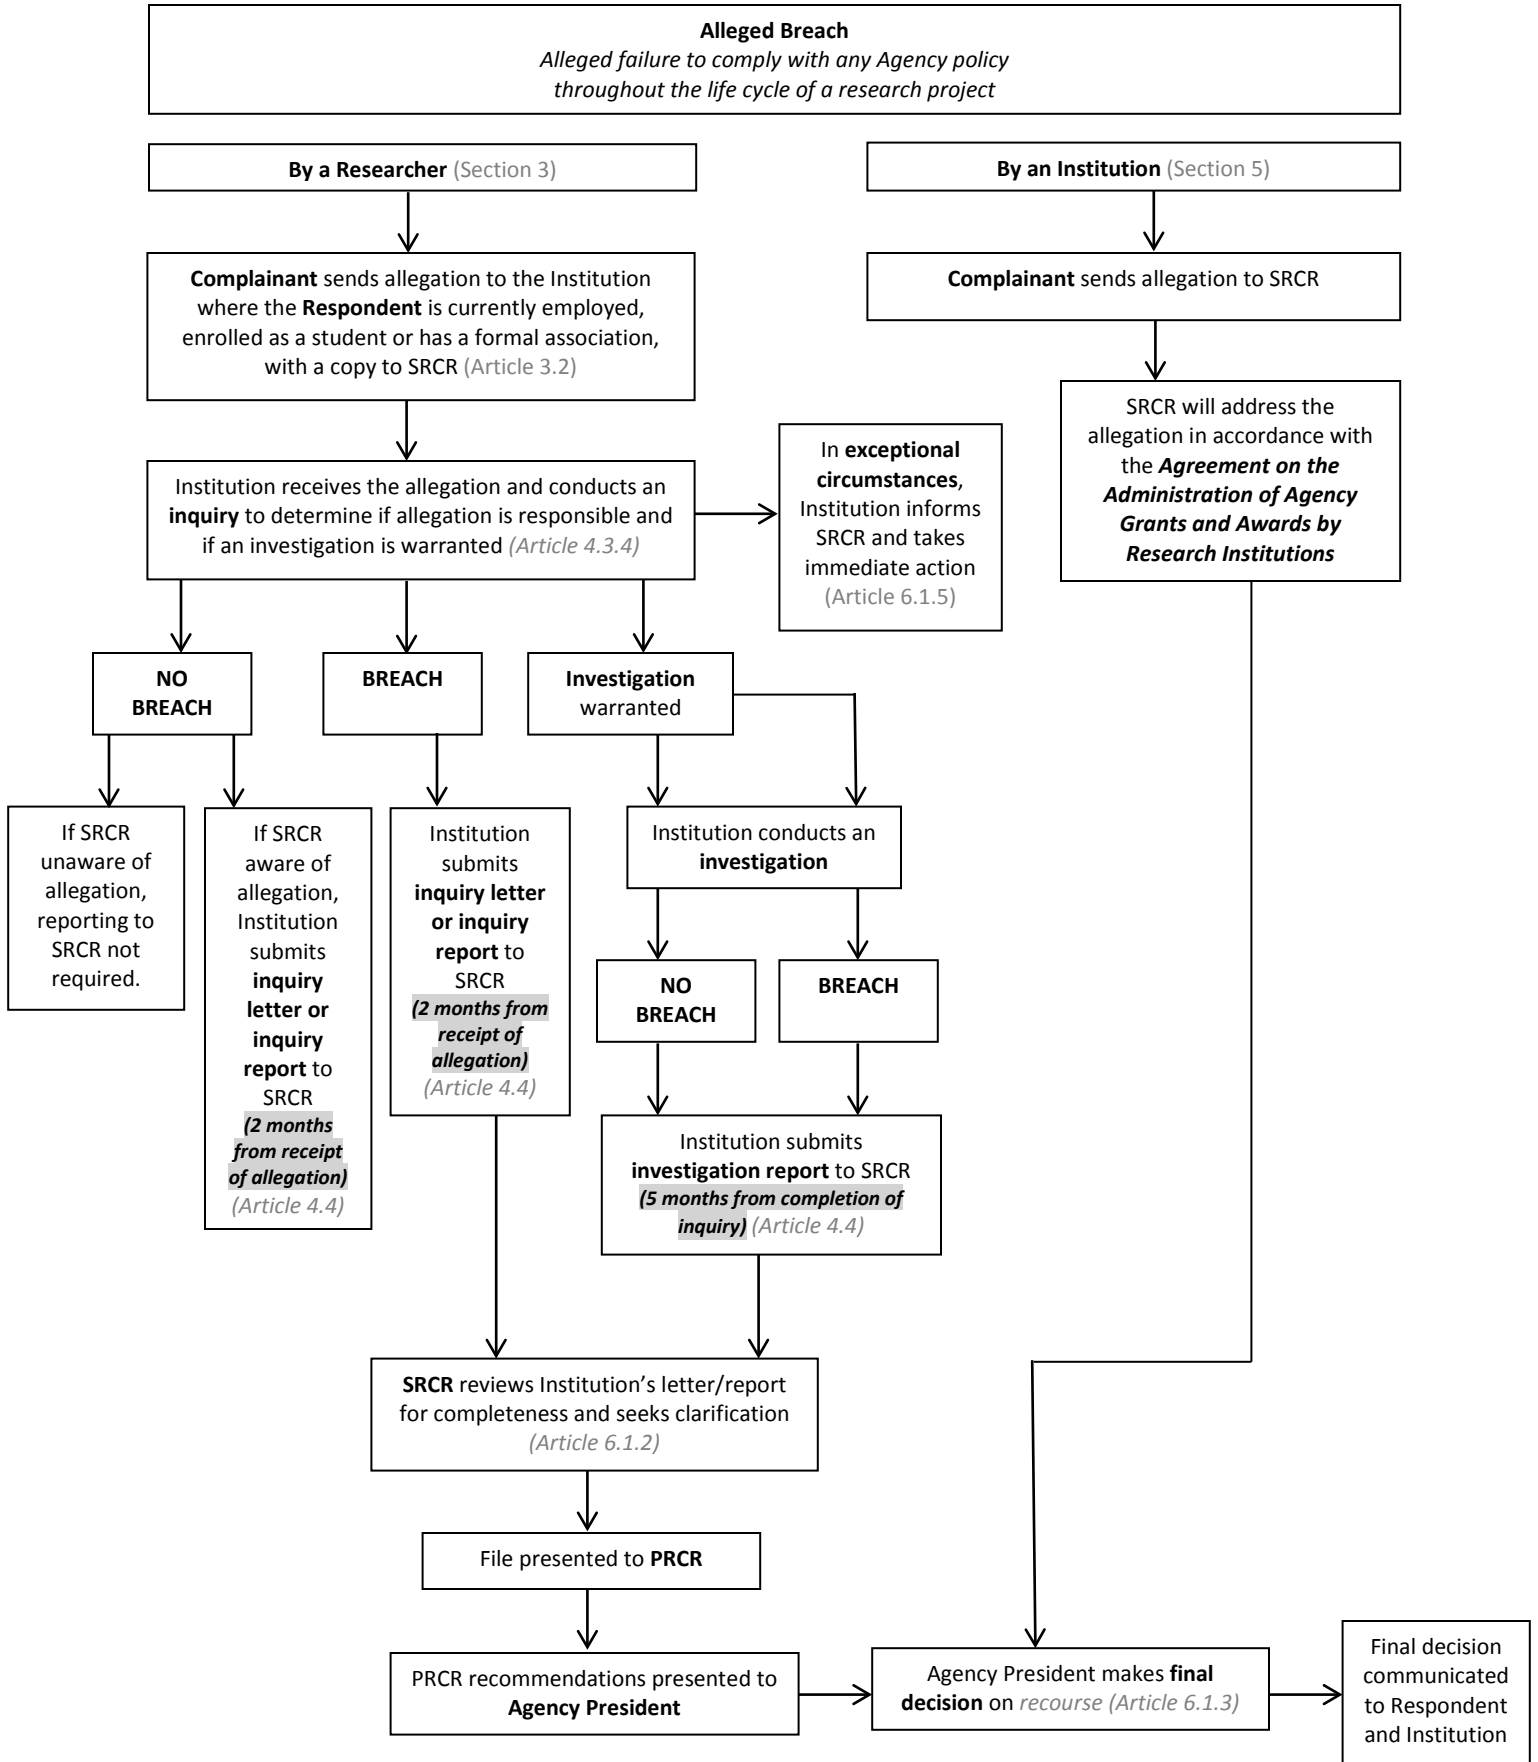 Alleged Breach
Alleged failure to comply with any Agency policy
throughout the life cycle of a research project
By a Researcher (Section 3)
By an Institution (Section 5)
Complainant sends allegation to the Institution
where the Respondent is currently employed,
enrolled as a student or has a formal association,
with a copy to SRCR (Article 3.2)
Complainant sends allegation to SRCR
SRCR will address the
allegation in accordance with
the Agreement on the
Administration of Agency
Grants and Awards by
Research Institutions
Institution receives the allegation and conducts an
inquiry to determine if allegation is responsible and
if an investigation is warranted (Article 4.3.4)
In exceptional
circumstances,
Institution informs
SRCR and takes
immediate action
(Article 6.1.5)
NO
BREACH
BREACH
Investigation
warranted
If SRCR
unaware of
allegation,
reporting to
SRCR not
required.
If SRCR
aware of
allegation,
Institution
submits
inquiry
letter or
inquiry
report to
SRCR
(2 months
from receipt
of allegation)
(Article 4.4)
Institution
submits
inquiry letter
or inquiry
report to
SRCR
(2 months from
receipt of
allegation)
(Article 4.4)
Institution conducts an
investigation
NO
BREACH
BREACH
Institution submits
investigation report to SRCR
(5 months from completion of
inquiry) (Article 4.4)
SRCR reviews Institution’s letter/report
for completeness and seeks clarification
(Article 6.1.2)
File presented to PRCR
PRCR recommendations presented to
Agency President
Agency President makes final
decision on recourse (Article 6.1.3)
Final decision
communicated
to Respondent
and Institution